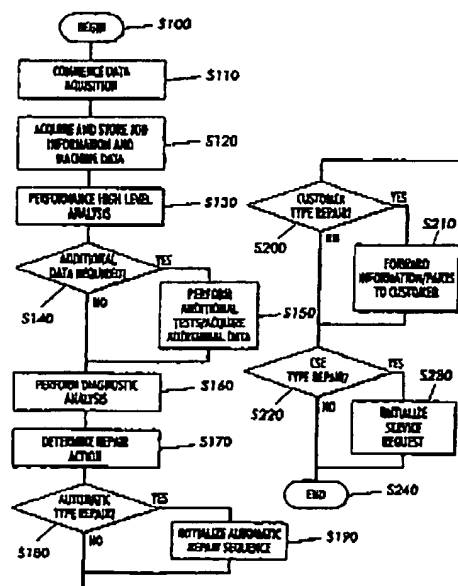 BEGIN
S100
COMMENCE DATA
AQUISITION
S110
ACQUIRE AND STORE JOB
INFORMATION AND
MACHINE DATA
S120
PERFORMANCE HIGH LEVEL
ANALYSIS
S130
ADDITIONAL
DATA REQUIRED?
YES
S140
NO
PERFORM
ADDITIONAL
TESTS/ACQUIRE
ADDITIONAL DATA
S150
PERFORM DIAGNOSTIC
ANALYSIS
S160
DETERMINE REPAIR
ACTION
S170
AUTOMATIC
TYPE REPAIR?
YES
S180
NO
INITIALIZE AUTOMATIC
REPAIR SEQUENCE
S190
CUSTOMER
TYPE REPAIR?
YES
S200
S210
FORWARD
INFORMATION/PARTS
TO CUSTOMER
CSE
TYPE REPAIR?
YES
S220
NO
S230
INITIALIZE
SERVICE
REQUEST
END
S240